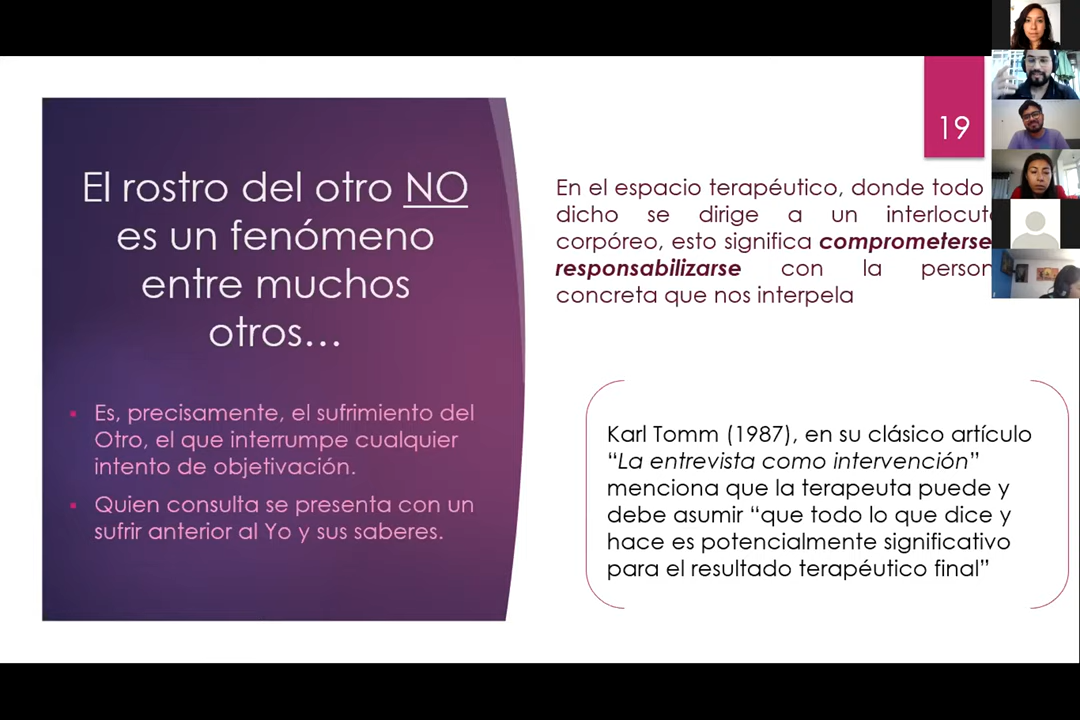 El rostro del otro NO
es un fenómeno
entre muchos
otros…
▪ Es, precisamente, el sufrimiento del
Otro, el que interrumpe cualquier
intento de objetivación.
▪ Quien consulta se presenta con un
sufrir anterior al Yo y sus saberes.
19
En el espacio terapéutico, donde todo
dicho se dirige a un
corpóreo, esto significa comprometerse
responsabilizarse con la
concreta que nos interpela
Karl Tomm (1987), en su clásico artículo
“La entrevista como intervención”
menciona que la terapeuta puede y
debe asumir “que todo lo que dice y
hace es potencialmente significativo
para el resultado terapéutico final”